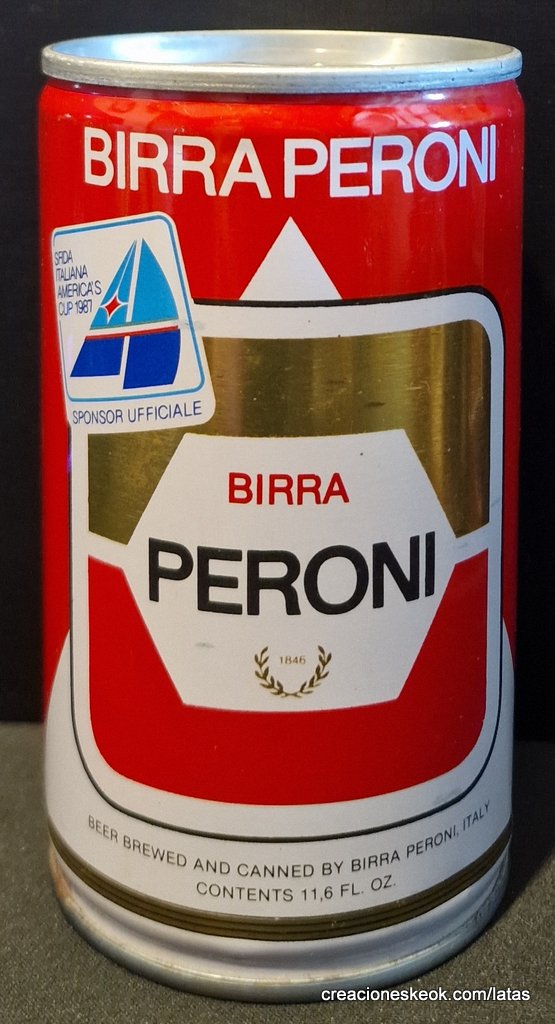 BIRRA PERONI
SFIDA
ITALIANA
AMERICA'S
CUP 1987
SPONSOR UFFICIALE
BIRRA
PERONI
1846
BEER BREWED AND CANNED BY BIRRA PERONI, ITALY
CONTENTS 11,6 FL. OZ.
creacioneskeok.com/latas